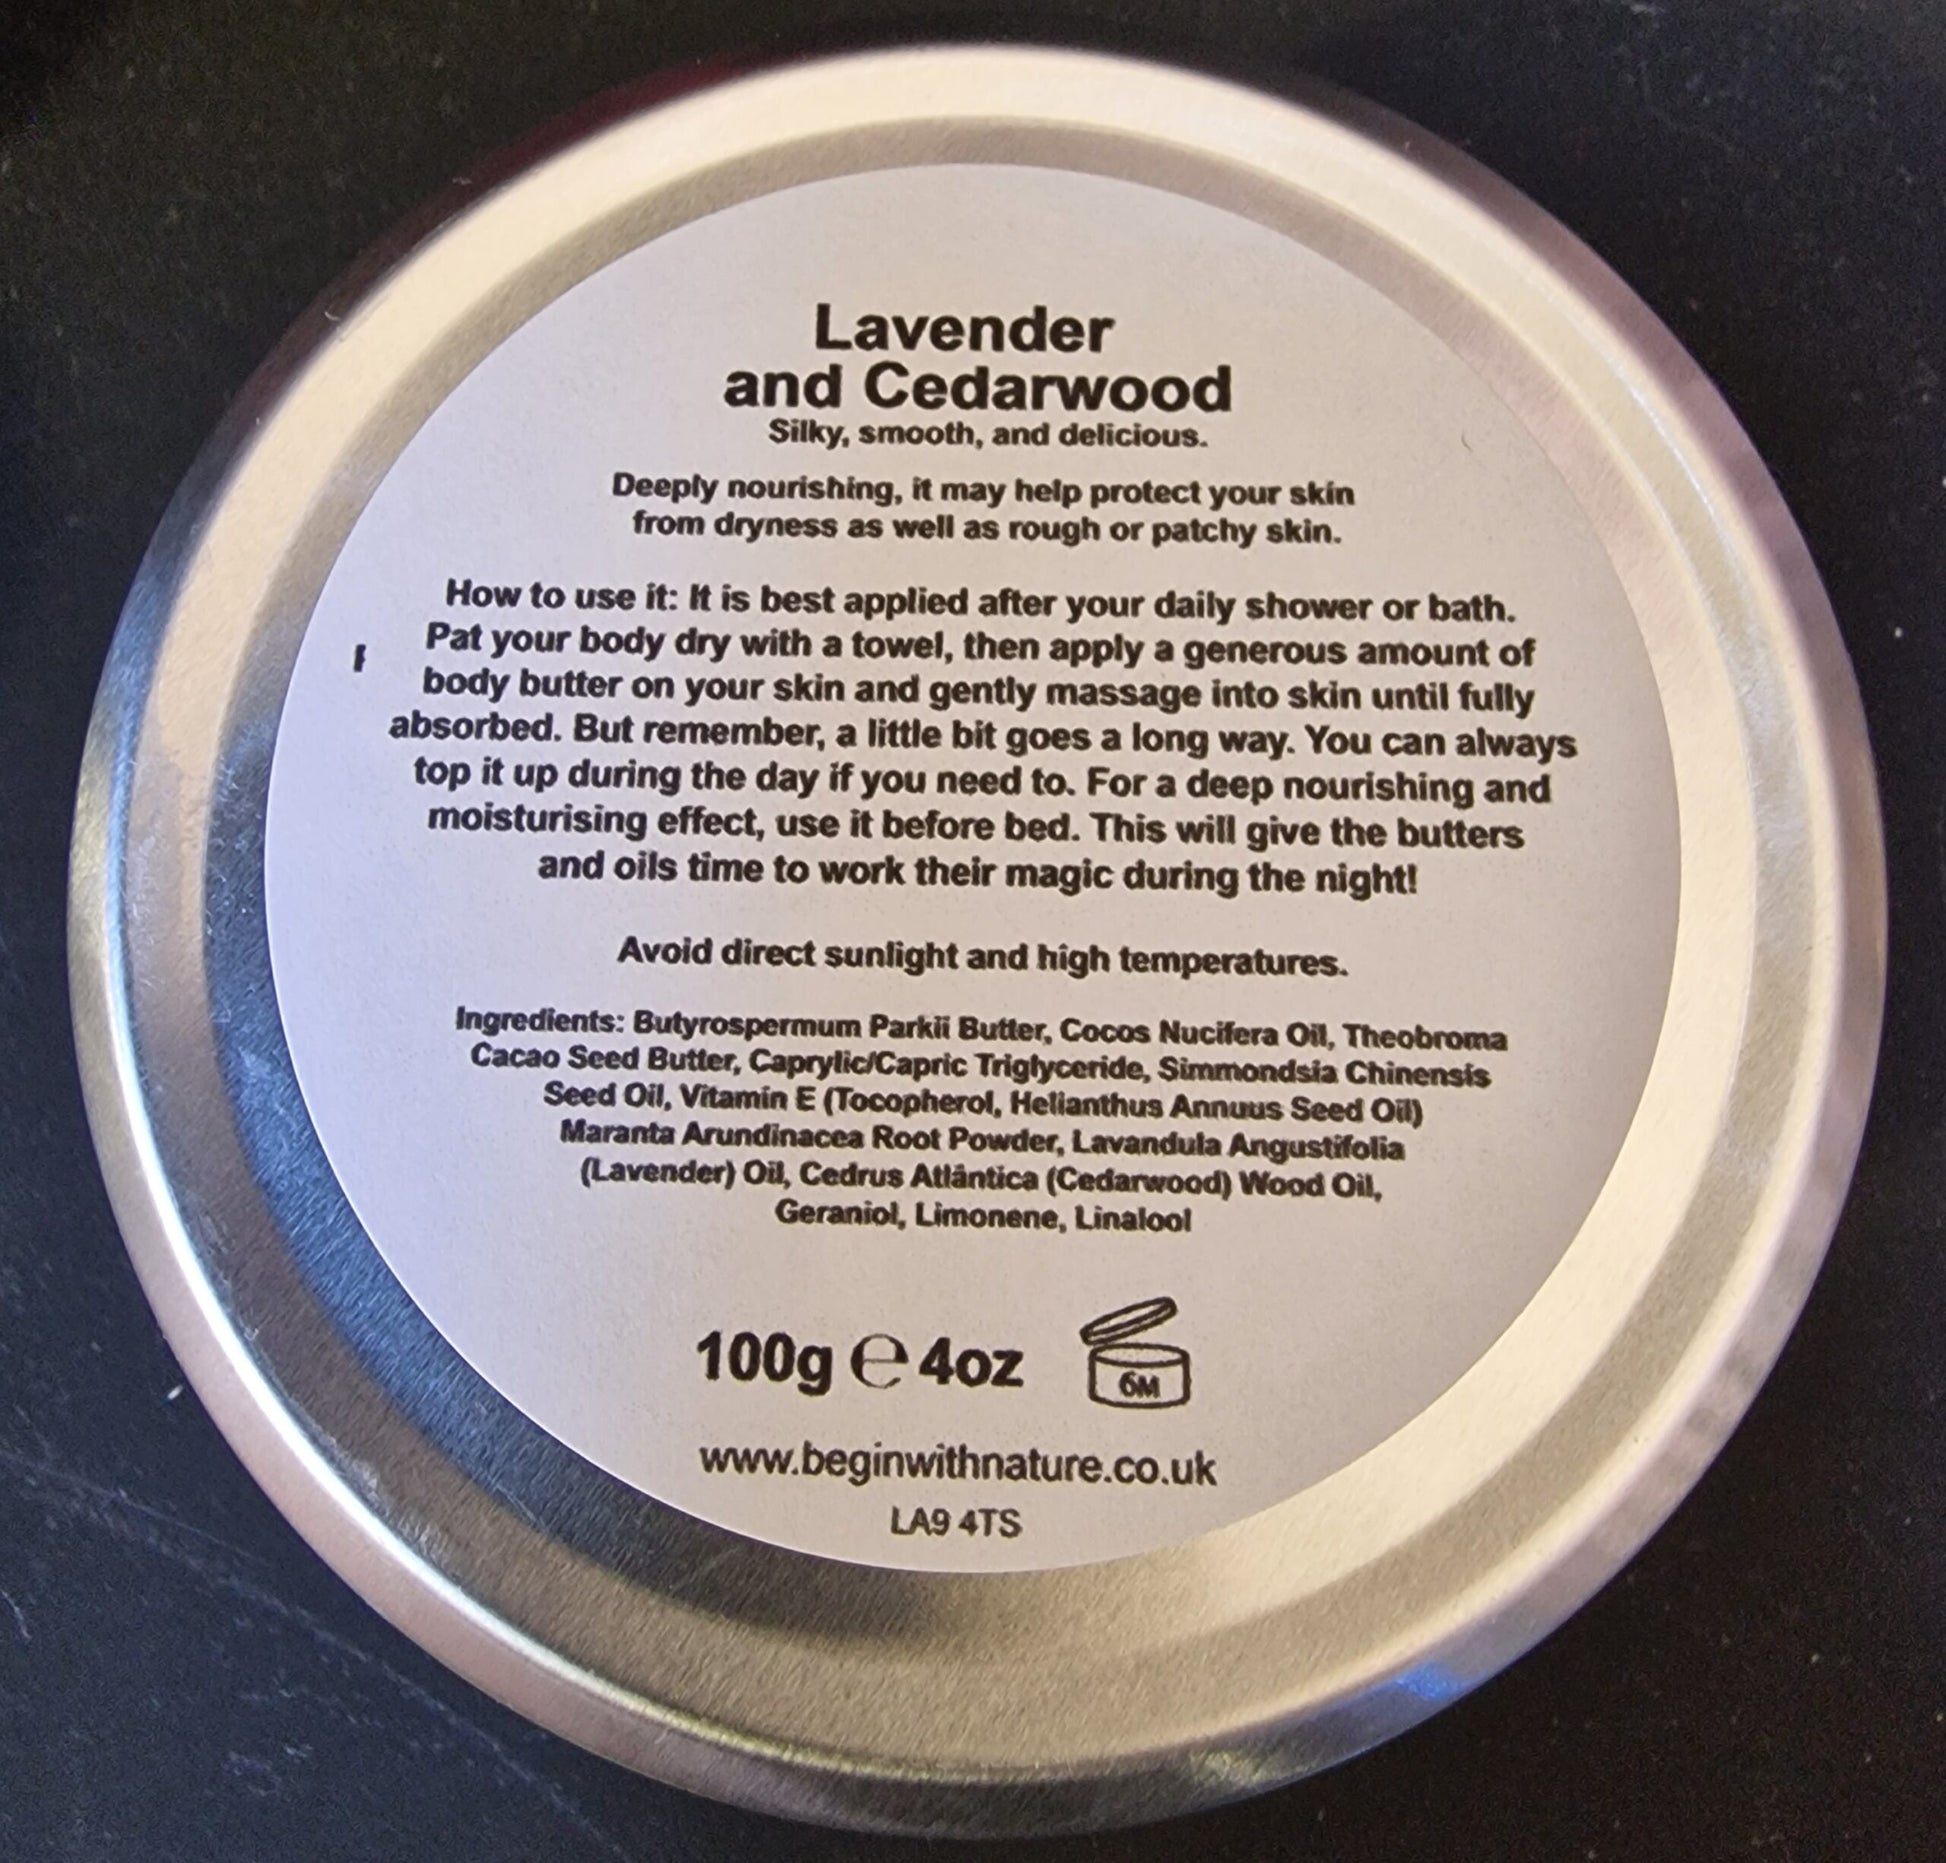 Lavender
and Cedarwood
Silky, smooth, and delicious.
Deeply nourishing, it may help protect your skin
from dryness as well as rough or patchy skin.
How to use it: It is best applied after your daily shower or bath.
Pat your body dry with a towel, then apply a generous amount of
body butter on your skin and gently massage into skin until fully
absorbed. But remember, a little bit goes a long way. You can always
top it up during the day if you need to. For a deep nourishing and
moisturising effect, use it before bed. This will give the butters
and oils time to work their magic during the night!
Avoid direct sunlight and high temperatures.
Ingredients: Butyrospermum Parkii Butter, Cocos Nucifera Oil, Theobroma
Cacao Seed Butter, Caprylic/Capric Triglyceride, Simmondsia Chinensis
Seed Oil, Vitamin E (Tocopherol, Helianthus Annuus Seed Oil)
Maranta Arundinacea Root Powder, Lavandula Angustifolia
(Lavender) Oil, Cedrus Atlântica (Cedarwood) Wood Oil,
Geraniol, Limonene, Linalool
100g ℮ 4oz 6M
www.beginwithnature.co.uk
LA9 4TS